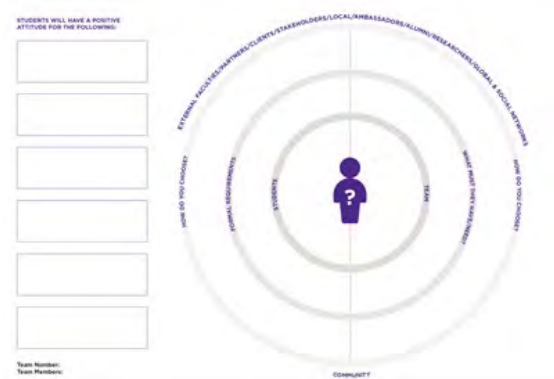 STUDENTS WILL HAVE A POSITIVE
ATTITUDE FOR THE FOLLOWING:
EXTERNAL FACULTIES/PARTNERS/CLIENTS/STAKEHOLDERS/LOCAL/AMBASSADORS/ALUMNI/RESEARCHERS/GLOBAL & SOCIAL NETWORKS
HOW DO YOU CHOOSE?
FORMAL REQUIREMENTS
STUDENTS
?
TEAM
WHAT MUST THEY HAVE/NEED?
HOW DO YOU CHOOSE?
COMMUNITY
Team Number:
Team Members: